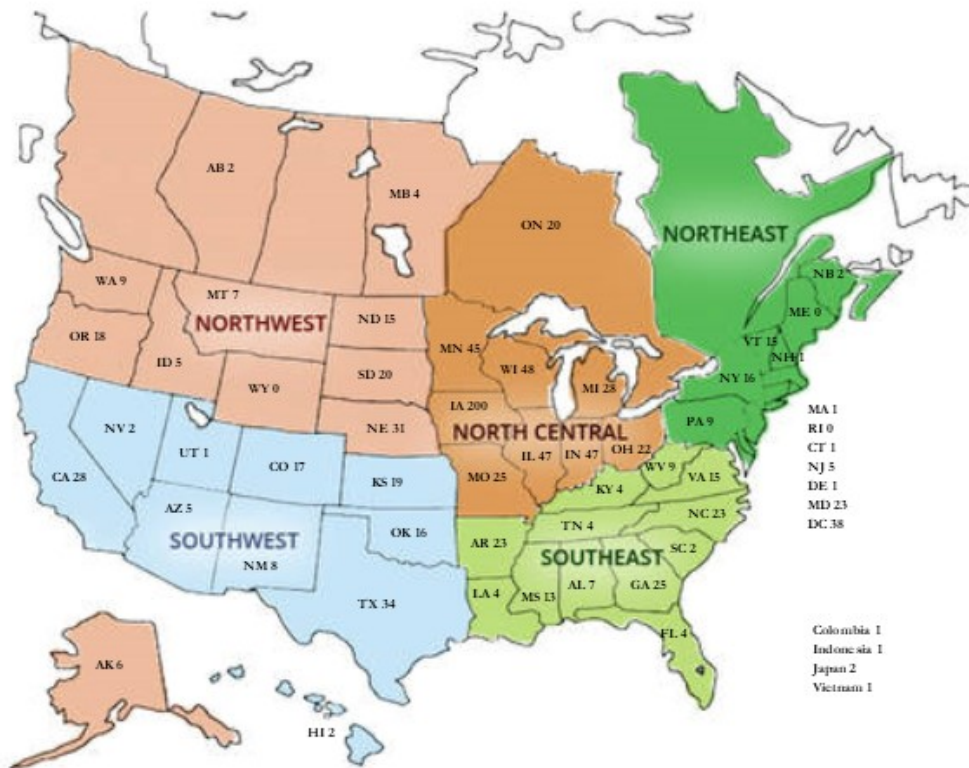 AB 2
MB 4
ON 20
NORTHEAST
NB 2
WA 9
MT 7
ND 15
ME 0
NORTHWEST
OR 18
MN 45
VT 15
NH 1
ID 5
SD 20
WI 48
MI 28
NY 16
WY 0
IA 200
MA 1
RI 0
CT 1
NJ 5
DE 1
MD 23
DC 38
NV 2
NE 31
NORTH CENTRAL
PA 9
UT 1
CO 17
IL 47
IN 47
OH 22
CA 28
KS 19
MO 25
WV 9
VA 15
KY 4
AZ 5
NC 23
SOUTHWEST
OK 16
AR 23
TN 4
SOUTHEAST
SC 2
NM 8
TX 34
LA 4
MS 13
AL 7
GA 25
FL 4
Colombia 1
Indonesia 1
Japan 2
Vietnam 1
AK 6
HI 2